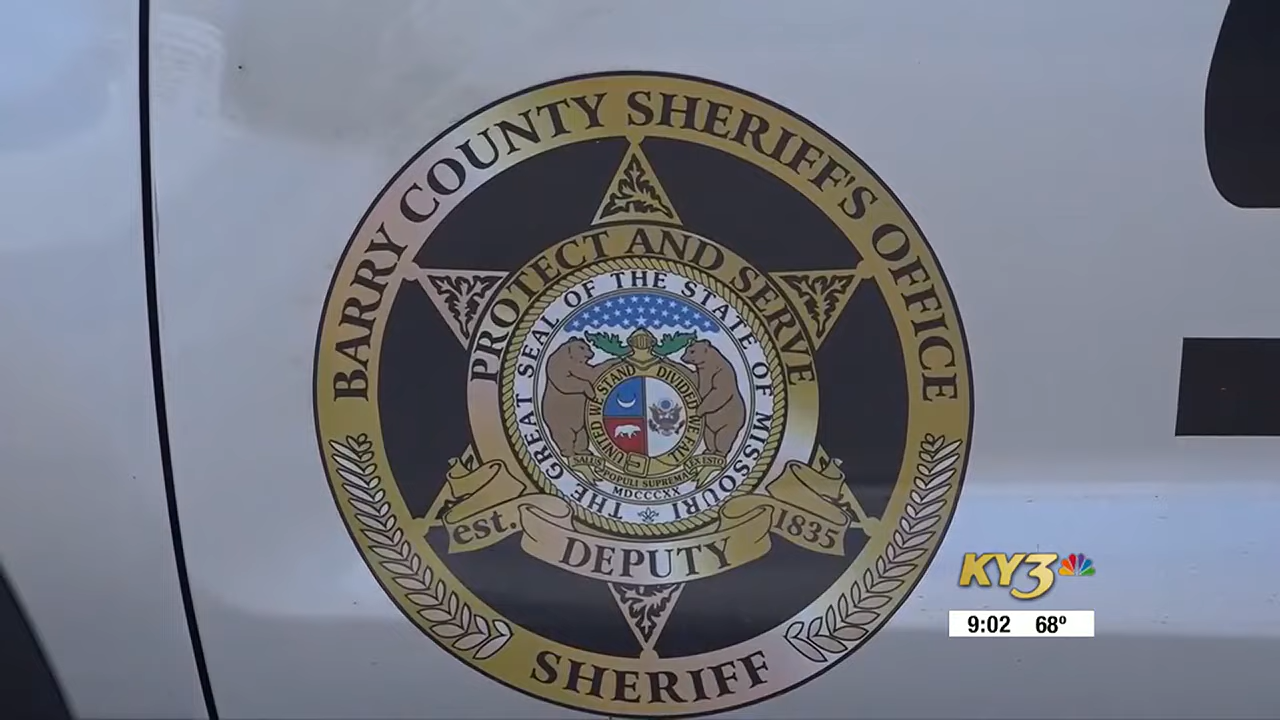 BARRY COUNTY SHERIFF'S OFFICE
PROTECT AND SERVE
THE GREAT SEAL OF THE STATE OF MISSOURI
UNITED WE STAND DIVIDED WE FALL
SALUS POPULI SUPREMA LEX ESTO
MDCCCXX
est. 1835
DEPUTY
SHERIFF
KY3
9:02 68º